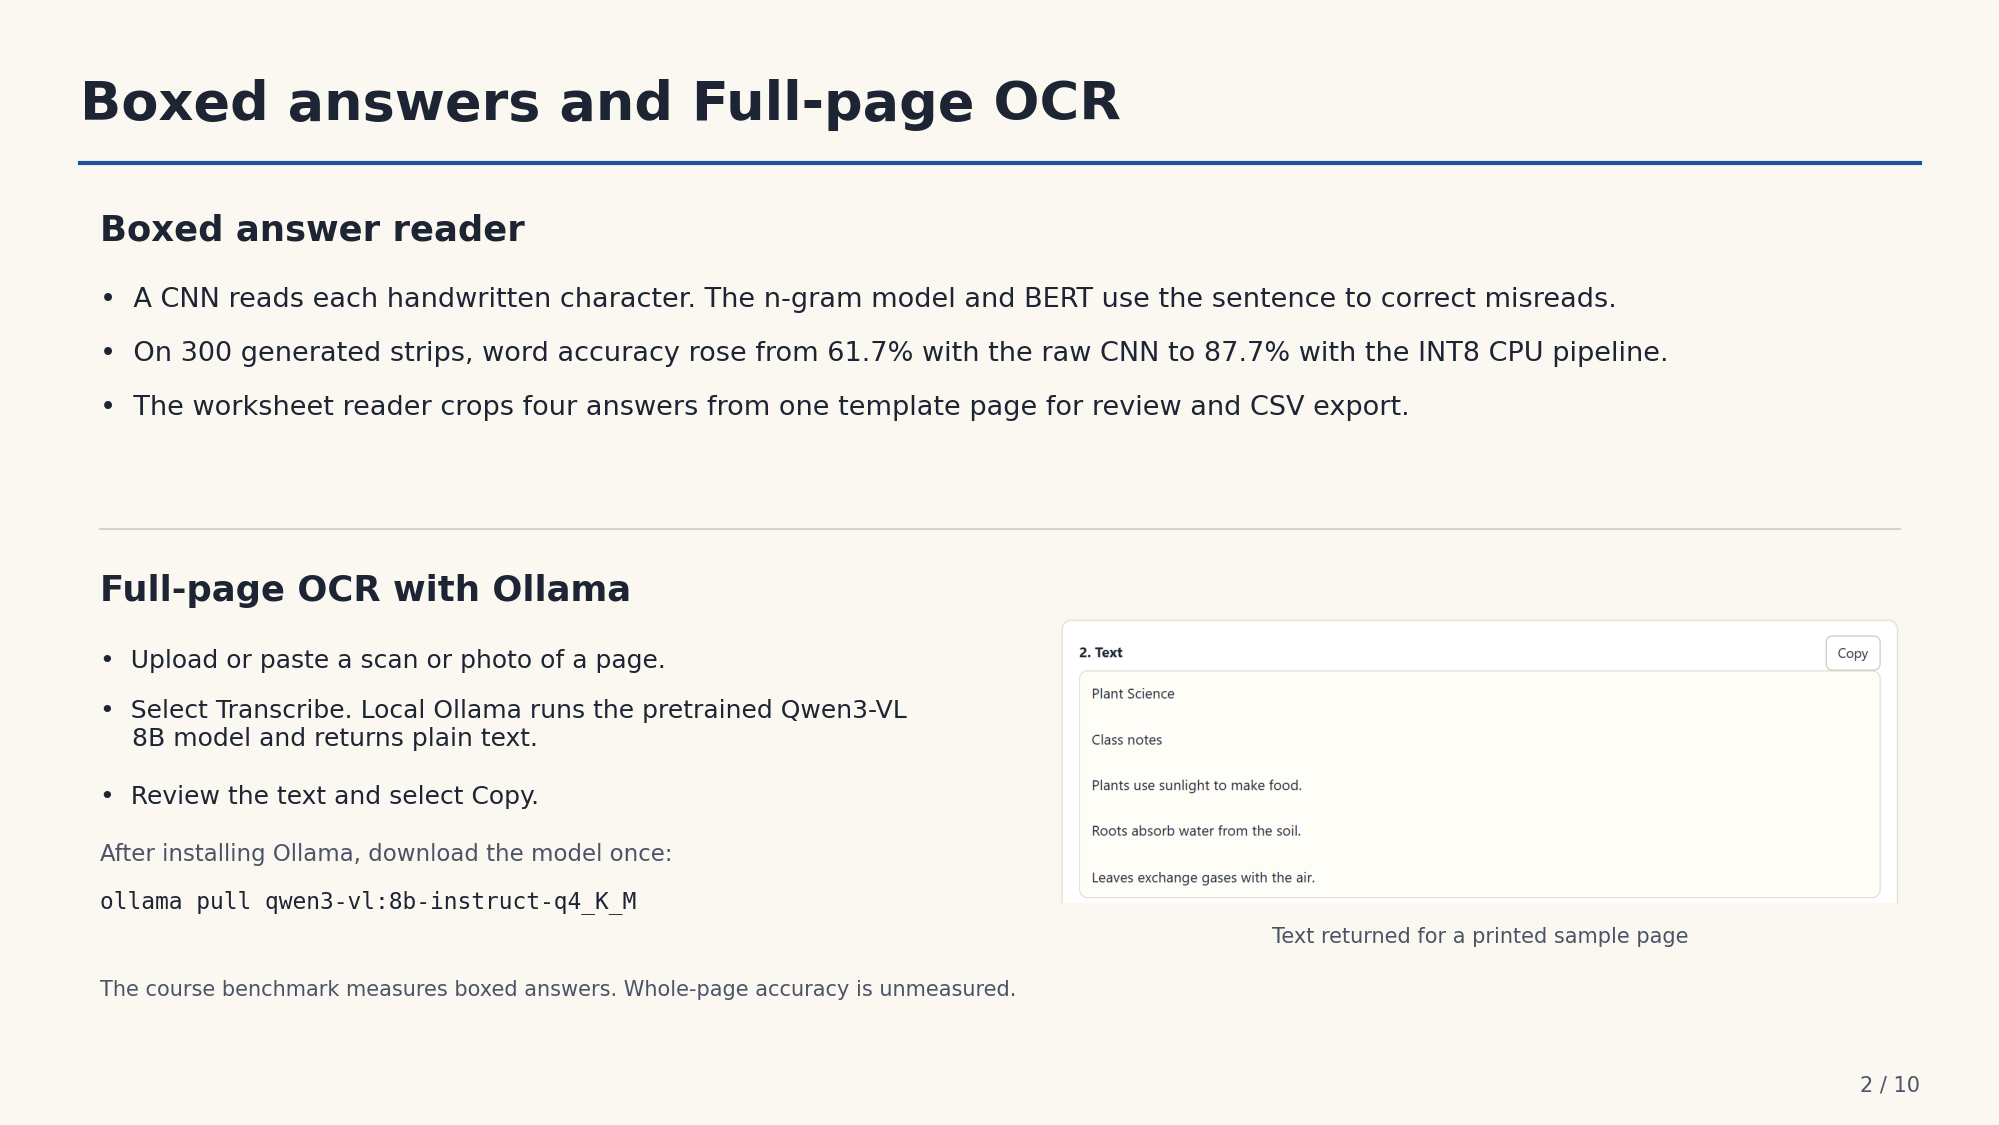 Boxed answers and Full-page OCR
Boxed answer reader
• A CNN reads each handwritten character. The n-gram model and BERT use the sentence to correct misreads.
• On 300 generated strips, word accuracy rose from 61.7% with the raw CNN to 87.7% with the INT8 CPU pipeline.
• The worksheet reader crops four answers from one template page for review and CSV export.
Full-page OCR with Ollama
• Upload or paste a scan or photo of a page.
• Select Transcribe. Local Ollama runs the pretrained Qwen3-VL
8B model and returns plain text.
• Review the text and select Copy.
After installing Ollama, download the model once:
ollama pull qwen3-vl:8b-instruct-q4_K_M
2. Text
Copy
Plant Science
Class notes
Plants use sunlight to make food.
Roots absorb water from the soil.
Leaves exchange gases with the air.
Text returned for a printed sample page
The course benchmark measures boxed answers. Whole-page accuracy is unmeasured.
2 / 10